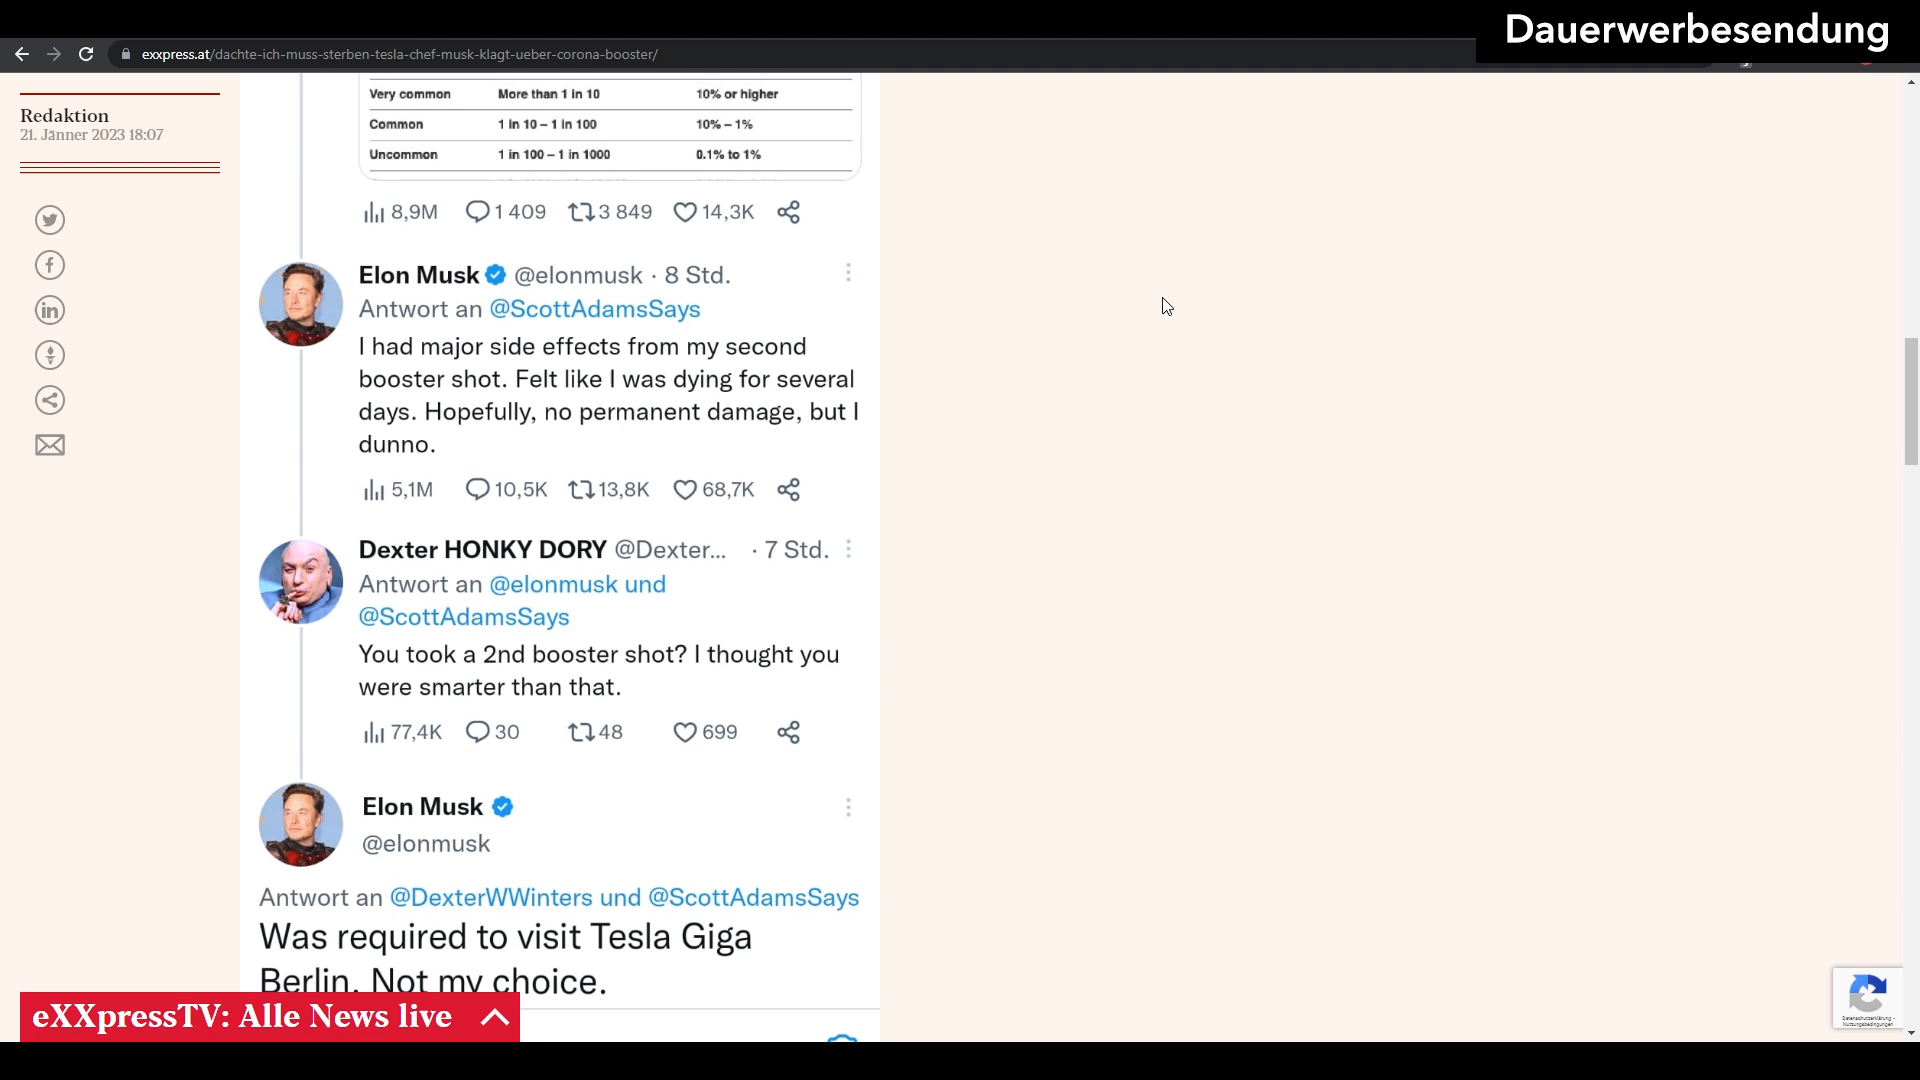 Dauerwerbesendung
exxpress.at/dachte-ich-muss-sterben-tesla-chef-musk-klagt-ueber-corona-booster/
Redaktion
21. Jänner 2023 18:07
Very common More than 1 in 10 10% or higher
Common 1 in 10 – 1 in 100 10% – 1%
Uncommon 1 in 100 – 1 in 1000 0.1% to 1%
8,9M 1 409 3 849 14,3K
Elon Musk @elonmusk · 8 Std.
Antwort an @ScottAdamsSays
I had major side effects from my second
booster shot. Felt like I was dying for several
days. Hopefully, no permanent damage, but I
dunno.
5,1M 10,5K 13,8K 68,7K
Dexter HONKY DORY @Dexter... · 7 Std.
Antwort an @elonmusk und
@ScottAdamsSays
You took a 2nd booster shot? I thought you
were smarter than that.
77,4K 30 48 699
Elon Musk
@elonmusk
Antwort an @DexterWWinters und @ScottAdamsSays
Was required to visit Tesla Giga
Berlin. Not my choice.
eXXpressTV: Alle News live
Datenschutzerklärung -
Nutzungsbedingungen